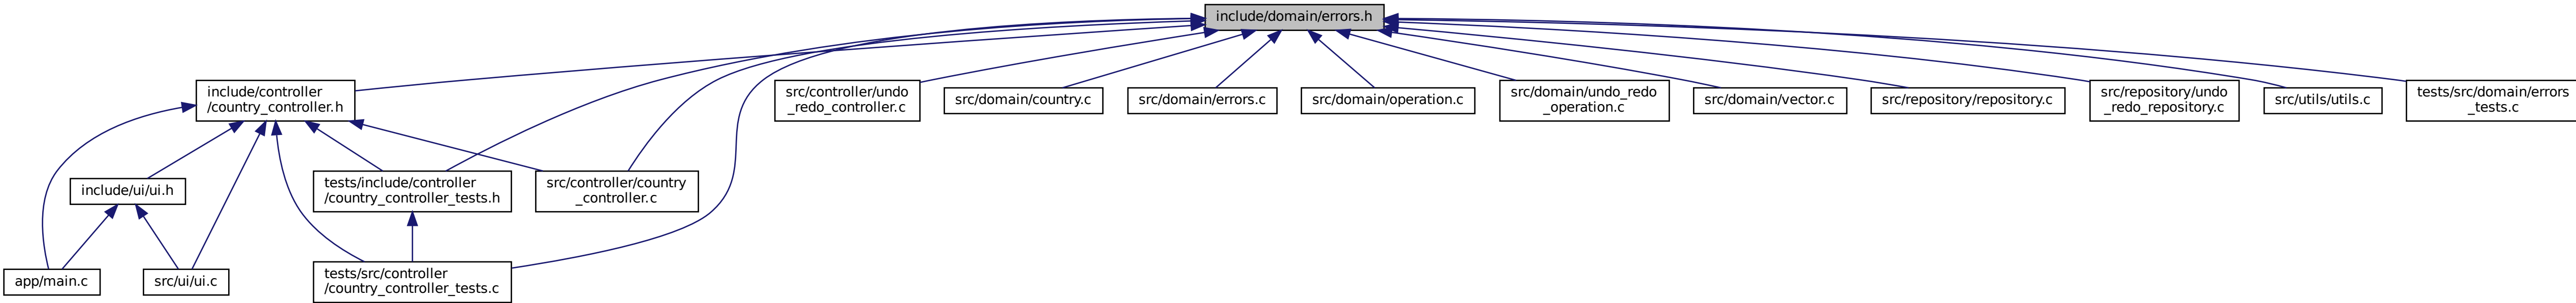 include/domain/errors.h
include/controller
/country_controller.h
src/controller/undo
_redo_controller.c
src/domain/country.c
src/domain/errors.c
src/domain/operation.c
src/domain/undo_redo
_operation.c
src/domain/vector.c
src/repository/repository.c
src/repository/undo
_redo_repository.c
src/utils/utils.c
tests/src/domain/errors
_tests.c
include/ui/ui.h
tests/include/controller
/country_controller_tests.h
src/controller/country
_controller.c
app/main.c
src/ui/ui.c
tests/src/controller
/country_controller_tests.c